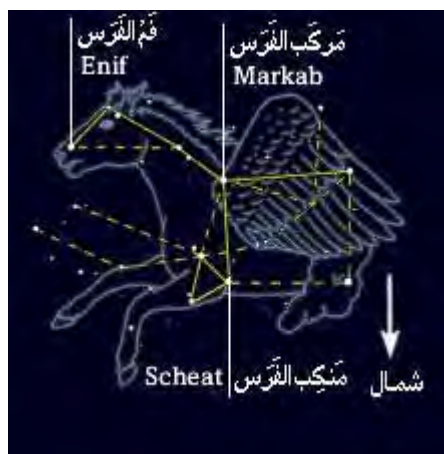 مَركَب الفَرَس
Markab
فَمُ الفَرَس
Enif
مَنكِب الفَرَس
Scheat
شمال